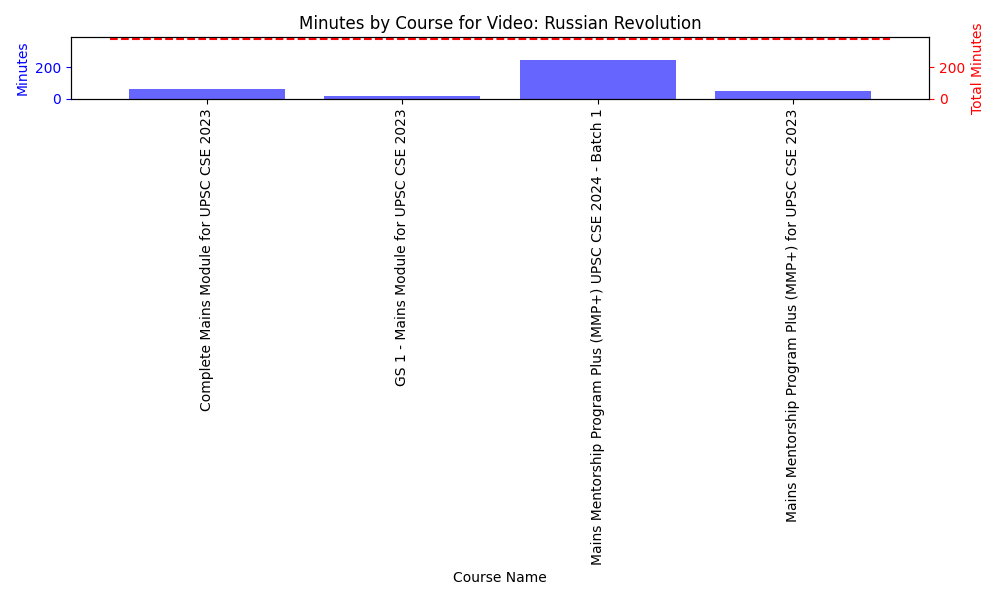 Minutes by Course for Video: Russian Revolution
Minutes
200
0
200
0
Total Minutes
Complete Mains Module for UPSC CSE 2023
GS 1 - Mains Module for UPSC CSE 2023
Mains Mentorship Program Plus (MMP+) UPSC CSE 2024 - Batch 1
Mains Mentorship Program Plus (MMP+) for UPSC CSE 2023
Course Name